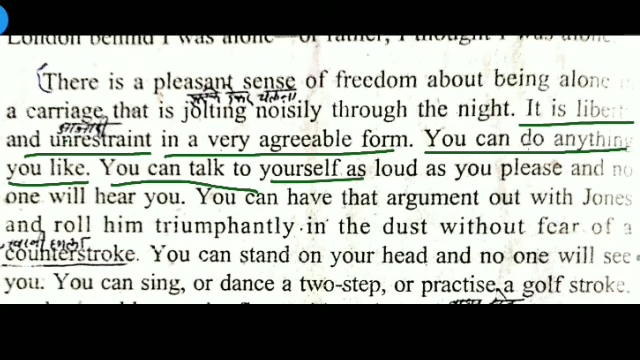 London behind I was alone—or rather, I thought I was alone
(There is a pleasant sense of freedom about being alone
a carriage that is jolting noisily through the night. It is libert
and unrestraint in a very agreeable form. You can do anything
you like. You can talk to yourself as loud as you please and no
one will hear you. You can have that argument out with Jones
and roll him triumphantly in the dust without fear of a
counterstroke. You can stand on your head and no one will see
you. You can sing, or dance a two-step, or practise a golf stroke.